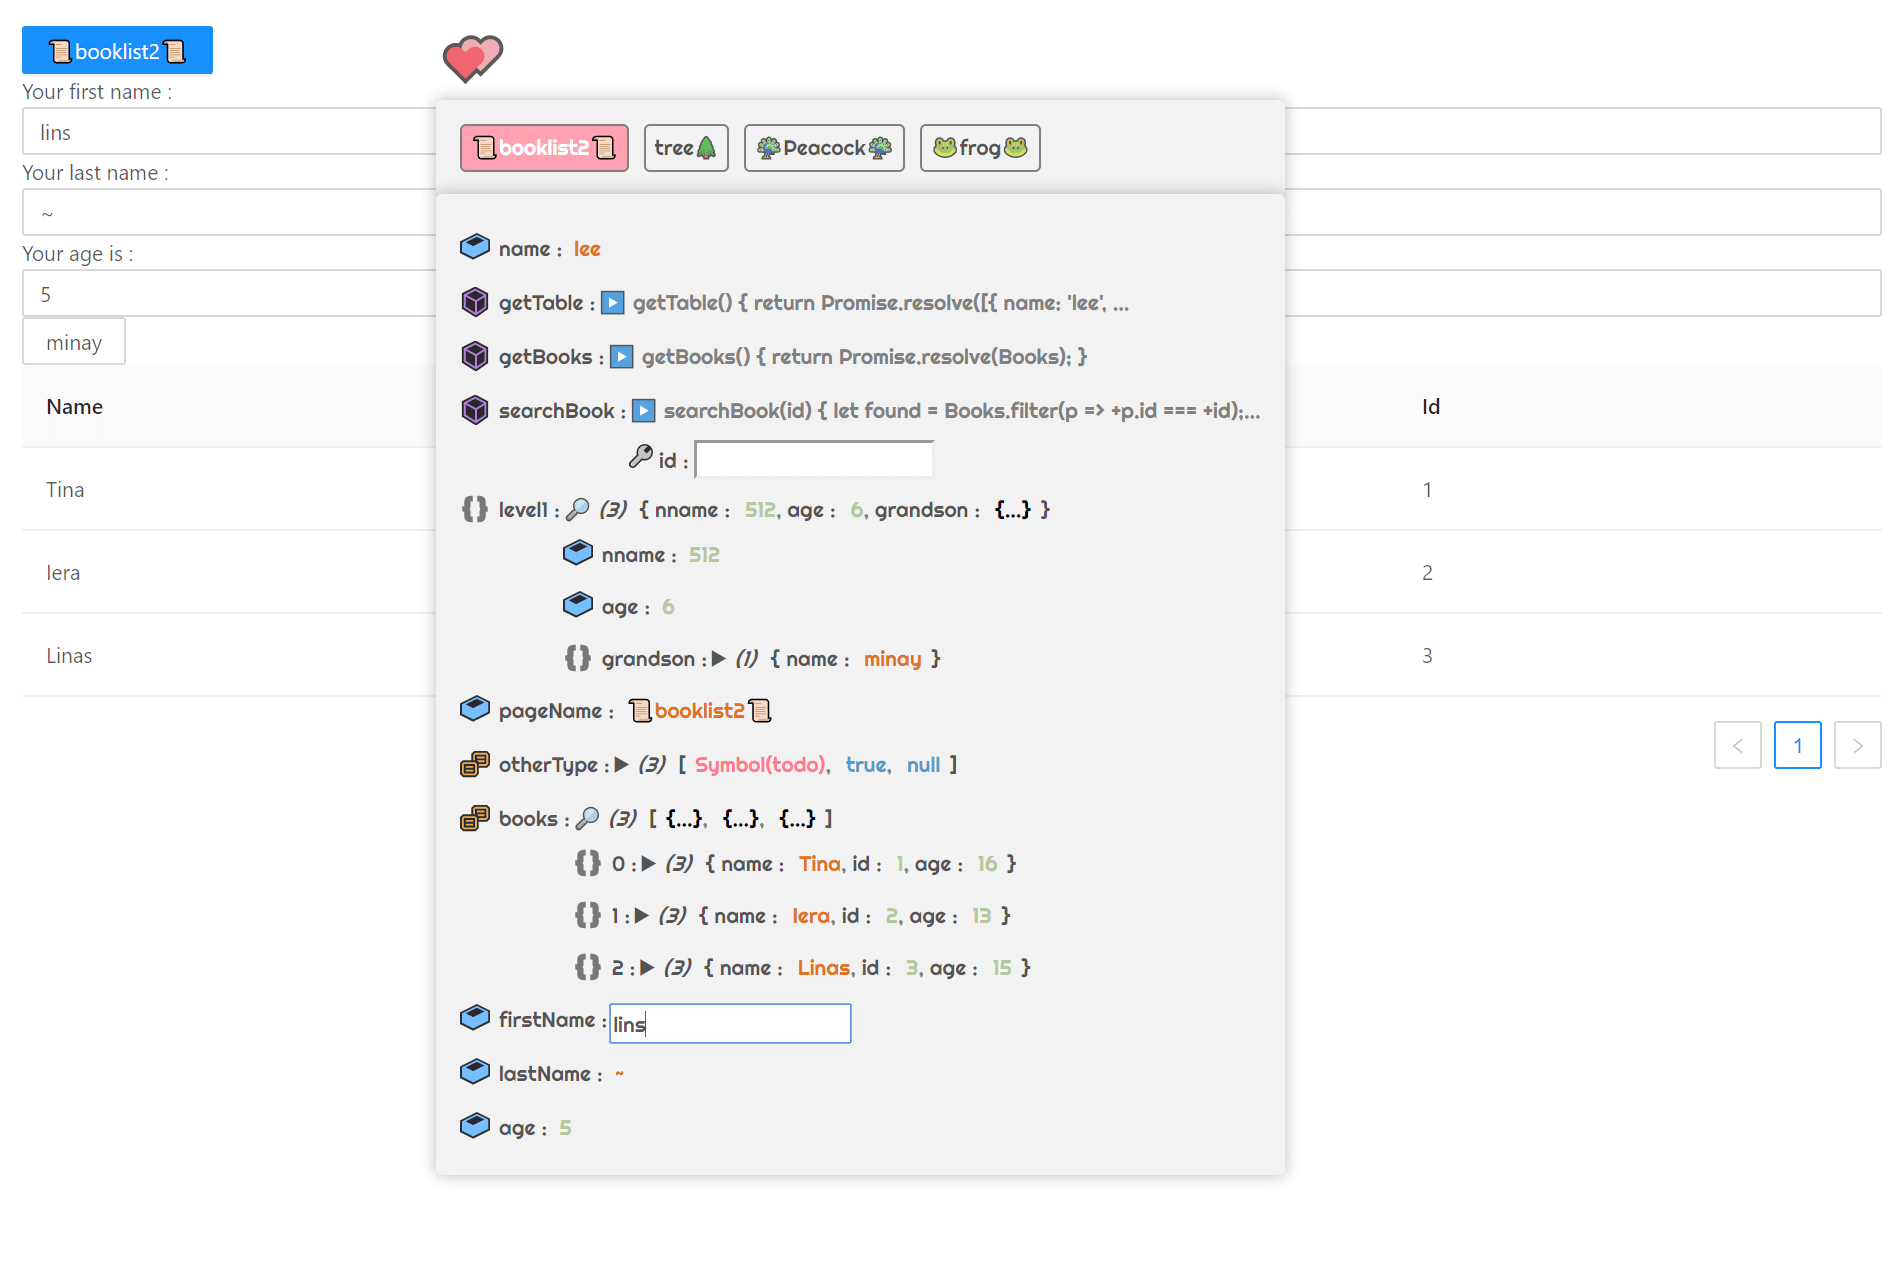 📜booklist2📜
Your first name :
lins
Your last name :
~
Your age is :
5
minay
Name
Id
Tina
1
lera
2
Linas
3
< 1 >
📜booklist2📜 tree🌲 🦚Peacock🦚 🐸frog🐸
name : lee
getTable : ▶ getTable() { return Promise.resolve([{ name: 'lee', ...
getBooks : ▶ getBooks() { return Promise.resolve(Books); }
searchBook : ▶ searchBook(id) { let found = Books.filter(p => +p.id === +id);...
🔑 id :
{} level1 : 🔎 (3) { nname : 512, age : 6, grandson : {...} }
nname : 512
age : 6
{} grandson : ▶ (1) { name : minay }
pageName : 📜booklist2📜
otherType : ▶ (3) [ Symbol(todo), true, null ]
books : 🔎 (3) [ {...}, {...}, {...} ]
{} 0 : ▶ (3) { name : Tina, id : 1, age : 16 }
{} 1 : ▶ (3) { name : lera, id : 2, age : 13 }
{} 2 : ▶ (3) { name : Linas, id : 3, age : 15 }
firstName : lins
lastName : ~
age : 5